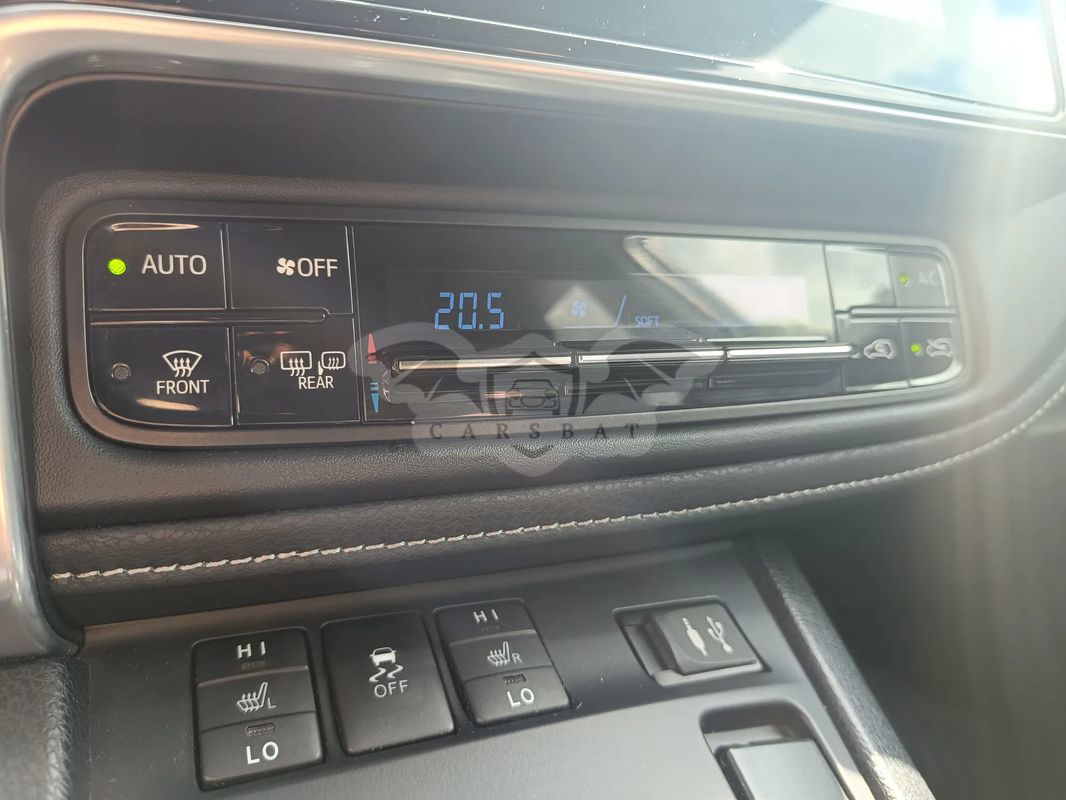 AUTO
OFF
20.5
SOFT
A/C
FRONT
REAR
CARSBAT
HI
L
LO
OFF
HI
R
LO